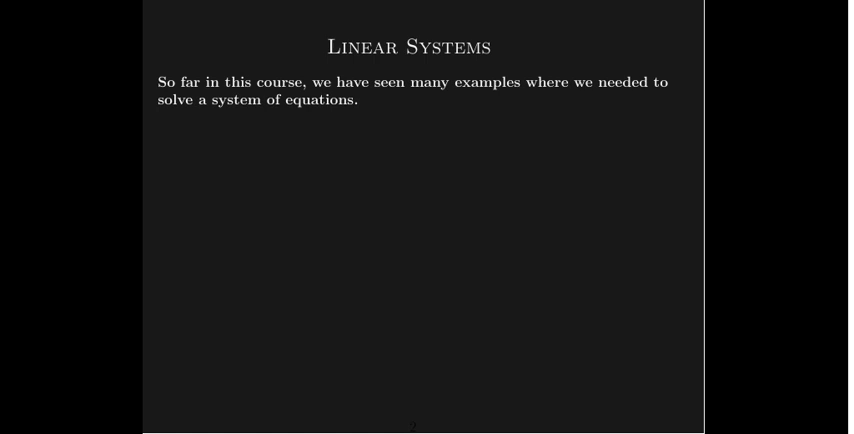 Linear Systems
So far in this course, we have seen many examples where we needed to
solve a system of equations.
2